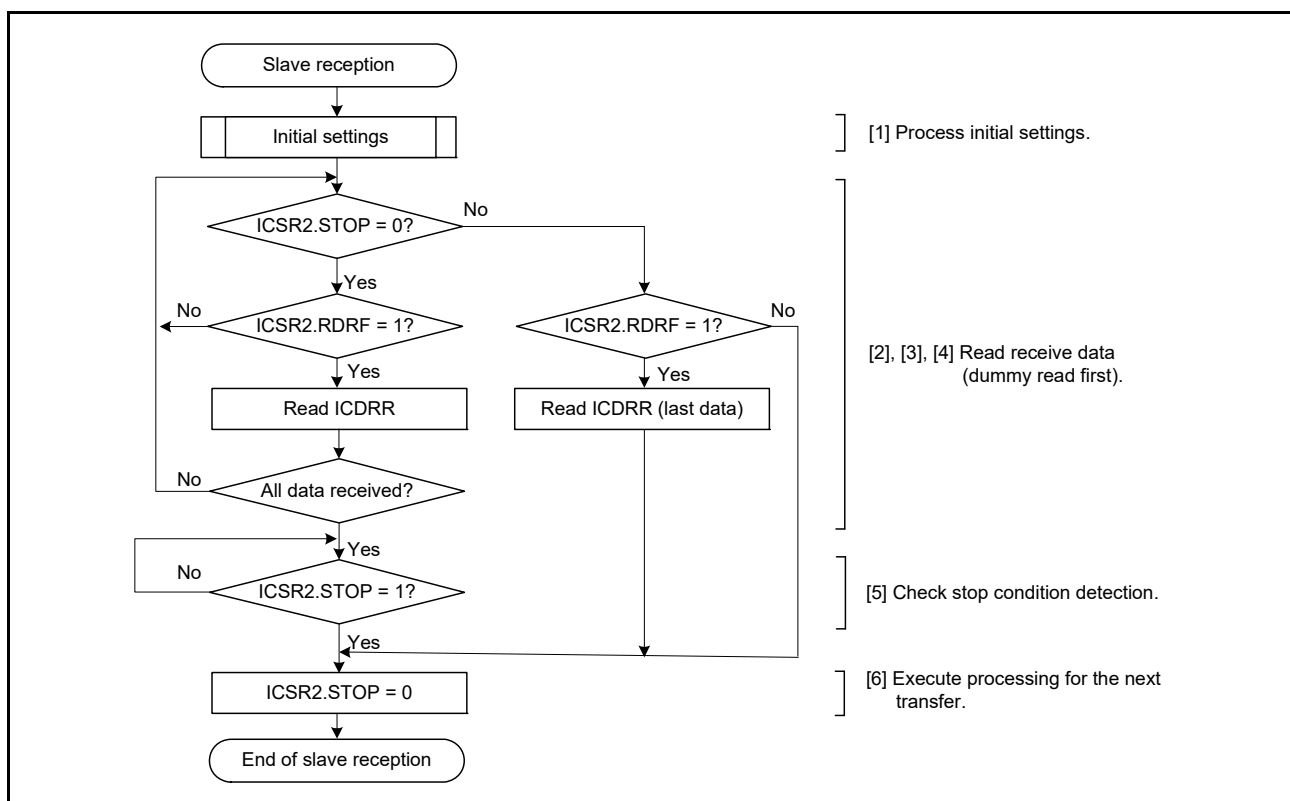 Slave reception
Initial settings
[1] Process initial settings.
ICSR2.STOP = 0?
No
Yes
No
ICSR2.RDRF = 1?
ICSR2.RDRF = 1?
No
[2], [3], [4] Read receive data
(dummy read first).
Yes
Yes
Read ICDRR
Read ICDRR (last data)
No
All data received?
Yes
No
ICSR2.STOP = 1?
[5] Check stop condition detection.
Yes
ICSR2.STOP = 0
[6] Execute processing for the next
transfer.
End of slave reception